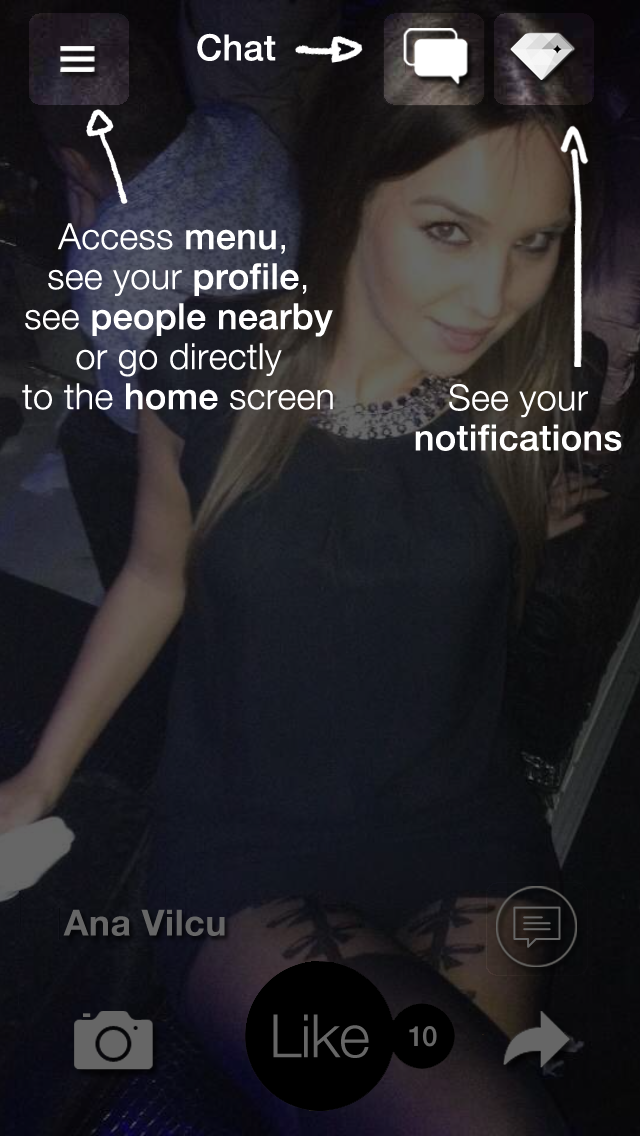 Chat
Access menu,
see your profile,
see people nearby
or go directly
to the home screen
See your
notifications
Ana Vilcu
Like
10